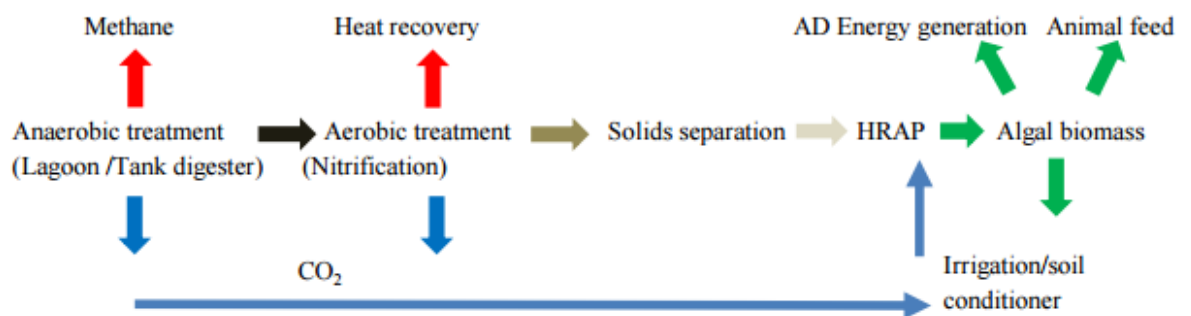 Methane
Heat recovery
AD Energy generation
Animal feed
Anaerobic treatment
(Lagoon /Tank digester)
Aerobic treatment
(Nitrification)
Solids separation
HRAP
Algal biomass
CO₂
Irrigation/soil
conditioner